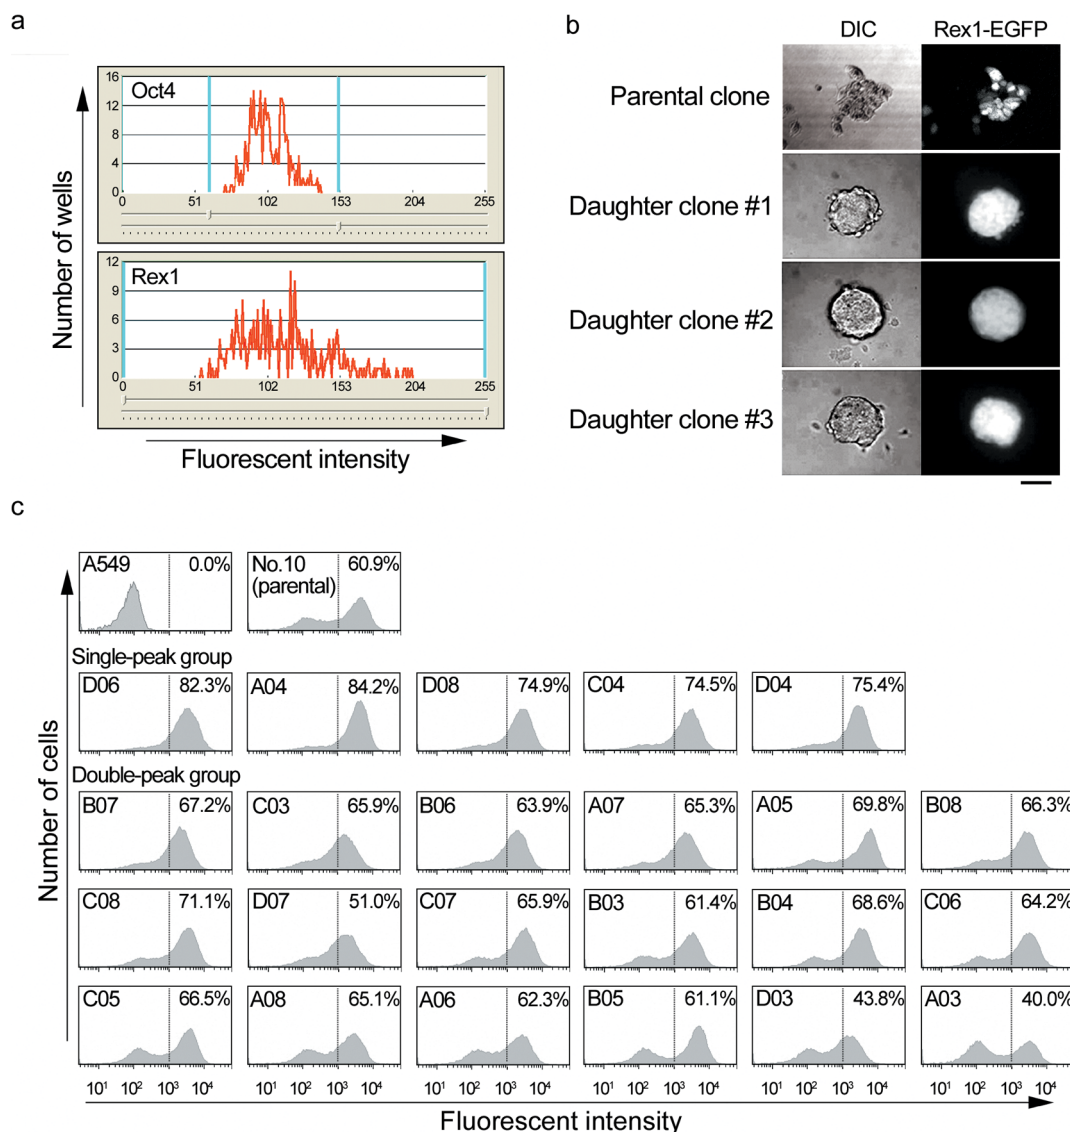 a
Number of wells
16
12
8
4
0
Oct4
0 51 102 153 204 255
12
9
6
3
0
Rex1
0 51 102 153 204 255
Fluorescent intensity
b
DIC Rex1-EGFP
Parental clone
Daughter clone #1
Daughter clone #2
Daughter clone #3
c
Number of cells
A549 0.0% No.10 60.9%
(parental)
Single-peak group
D06 82.3% A04 84.2% D08 74.9% C04 74.5% D04 75.4%
Double-peak group
B07 67.2% C03 65.9% B06 63.9% A07 65.3% A05 69.8% B08 66.3%
C08 71.1% D07 51.0% C07 65.9% B03 61.4% B04 68.6% C06 64.2%
C05 66.5% A08 65.1% A06 62.3% B05 61.1% D03 43.8% A03 40.0%
10¹ 10² 10³ 10⁴ 10¹ 10² 10³ 10⁴ 10¹ 10² 10³ 10⁴ 10¹ 10² 10³ 10⁴ 10¹ 10² 10³ 10⁴ 10¹ 10² 10³ 10⁴
Fluorescent intensity